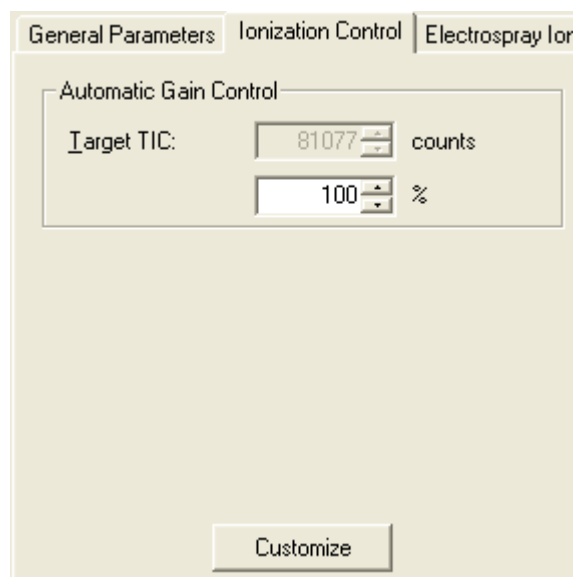 General Parameters Ionization Control Electrospray Ior
Automatic Gain Control
Target TIC: 81077 counts
100 %
Customize